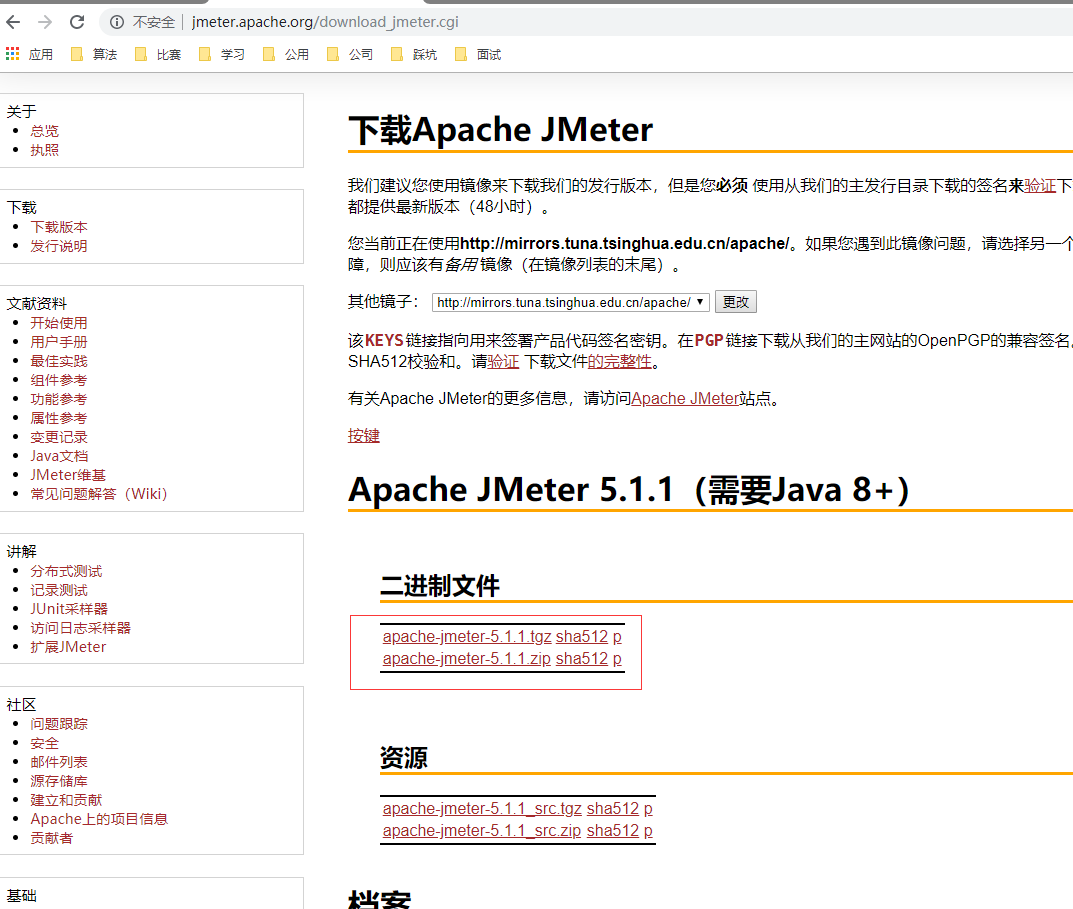 不安全 jmeter.apache.org/download_jmeter.cgi
应用 算法 比赛 学习 公用 公司 踩坑 面试
关于
总览
执照
下载
下载版本
发行说明
文献资料
开始使用
用户手册
最佳实践
组件参考
功能参考
属性参考
变更记录
Java文档
JMeter维基
常见问题解答（Wiki）
讲解
分布式测试
记录测试
JUnit采样器
访问日志采样器
扩展JMeter
社区
问题跟踪
安全
邮件列表
源存储库
建立和贡献
Apache上的项目信息
贡献者
基础
下载Apache JMeter
我们建议您使用镜像来下载我们的发行版本，但是您必须 使用从我们的主发行目录下载的签名来验证下
都提供最新版本（48小时）。
您当前正在使用http://mirrors.tuna.tsinghua.edu.cn/apache/。如果您遇到此镜像问题，请选择另一个
障，则应该有备用 镜像（在镜像列表的末尾）。
其他镜子： http://mirrors.tuna.tsinghua.edu.cn/apache/ 更改
该KEYS链接指向用来签署产品代码签名密钥。在PGP链接下载从我们的主网站的OpenPGP的兼容签名。
SHA512校验和。请验证 下载文件的完整性。
有关Apache JMeter的更多信息，请访问Apache JMeter站点。
按键
Apache JMeter 5.1.1（需要Java 8+）
二进制文件
apache-jmeter-5.1.1.tgz sha512 p
apache-jmeter-5.1.1.zip sha512 p
资源
apache-jmeter-5.1.1_src.tgz sha512 p
apache-jmeter-5.1.1_src.zip sha512 p
档案